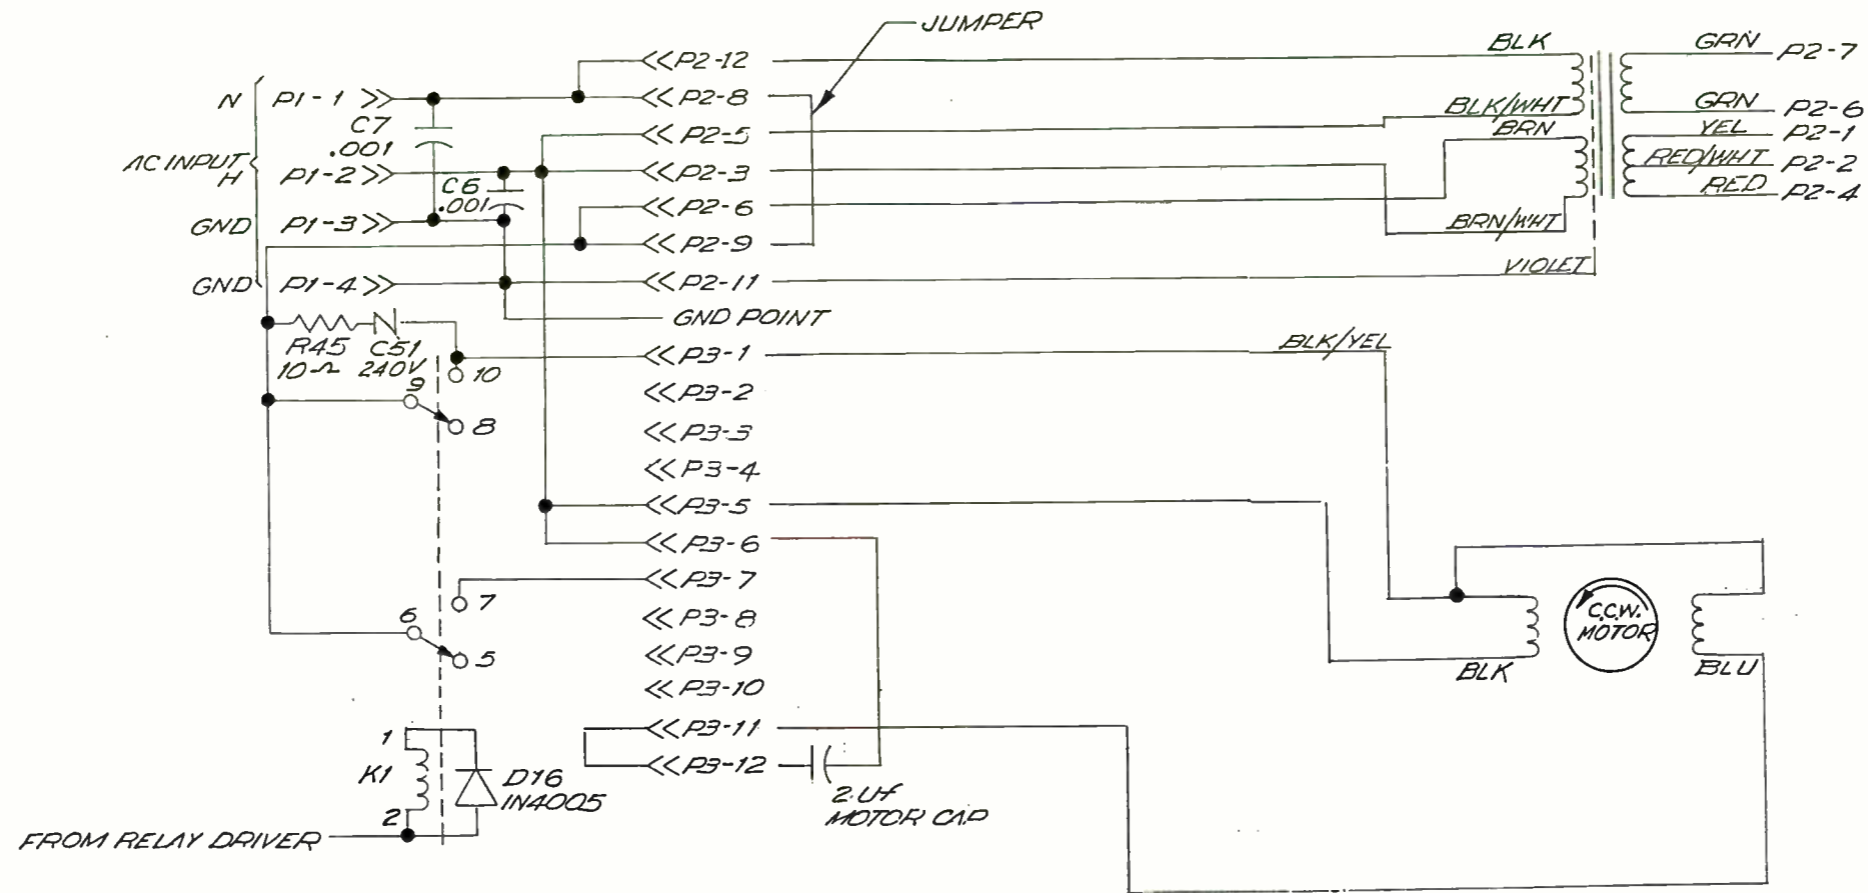 JUMPER
N P1-1
C7
.001
AC INPUT
H P1-2
C6
.001
GND P1-3
GND P1-4
P2-12
P2-8
P2-5
P2-3
P2-6
P2-9
P2-11
GND POINT
BLK
BLK/WHT
BRN
BRN/WHT
VIOLET
GRN P2-7
GRN P2-6
YEL P2-1
RED/WHT P2-2
RED P2-4
R45
10Ω
C51
240V
10
9
8
P3-1
P3-2
P3-3
P3-4
P3-5
P3-6
P3-7
P3-8
P3-9
P3-10
P3-11
P3-12
BLK/YEL
7
6
5
1
K1
2
D16
IN4005
FROM RELAY DRIVER
2.Uf
MOTOR CAP
C.C.W.
MOTOR
BLK
BLU